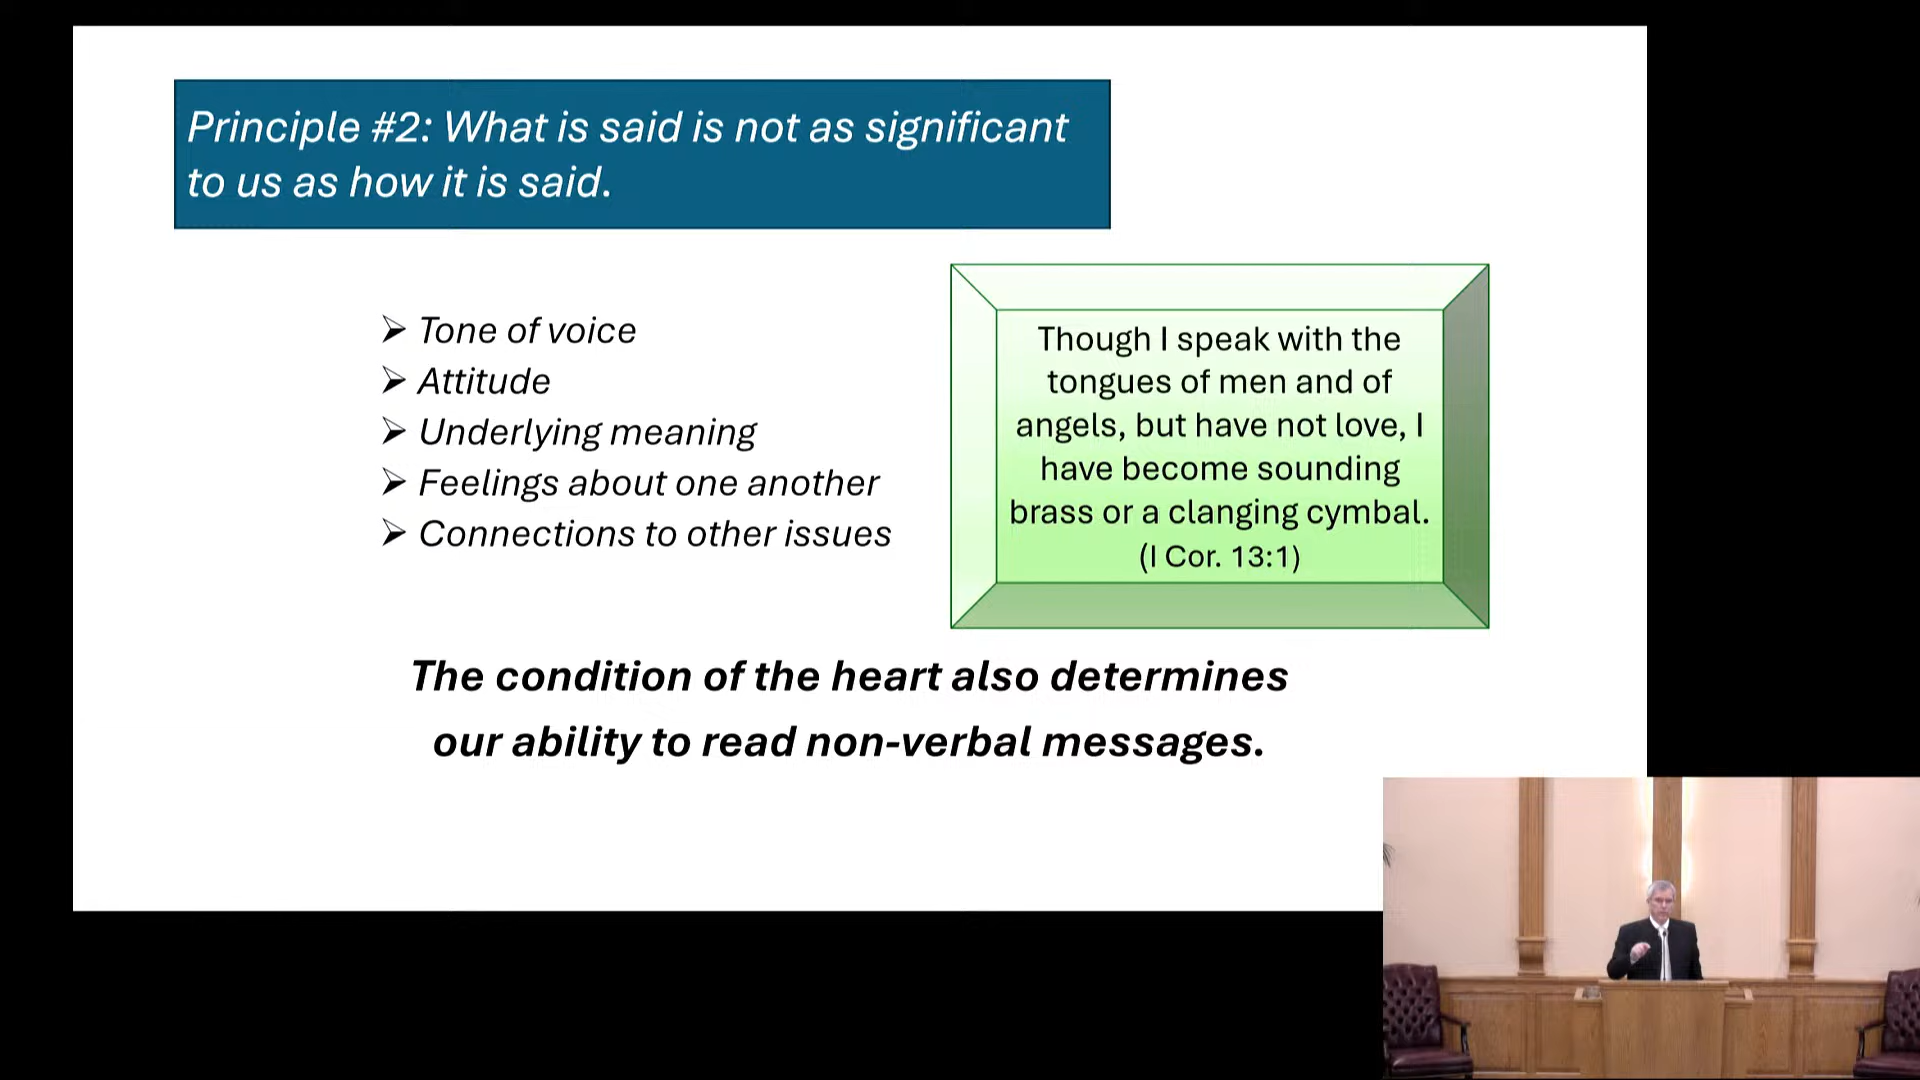 Principle #2: What is said is not as significant
to us as how it is said.
➢ Tone of voice
➢ Attitude
➢ Underlying meaning
➢ Feelings about one another
➢ Connections to other issues
Though I speak with the
tongues of men and of
angels, but have not love, I
have become sounding
brass or a clanging cymbal.
(I Cor. 13:1)
The condition of the heart also determines
our ability to read non-verbal messages.